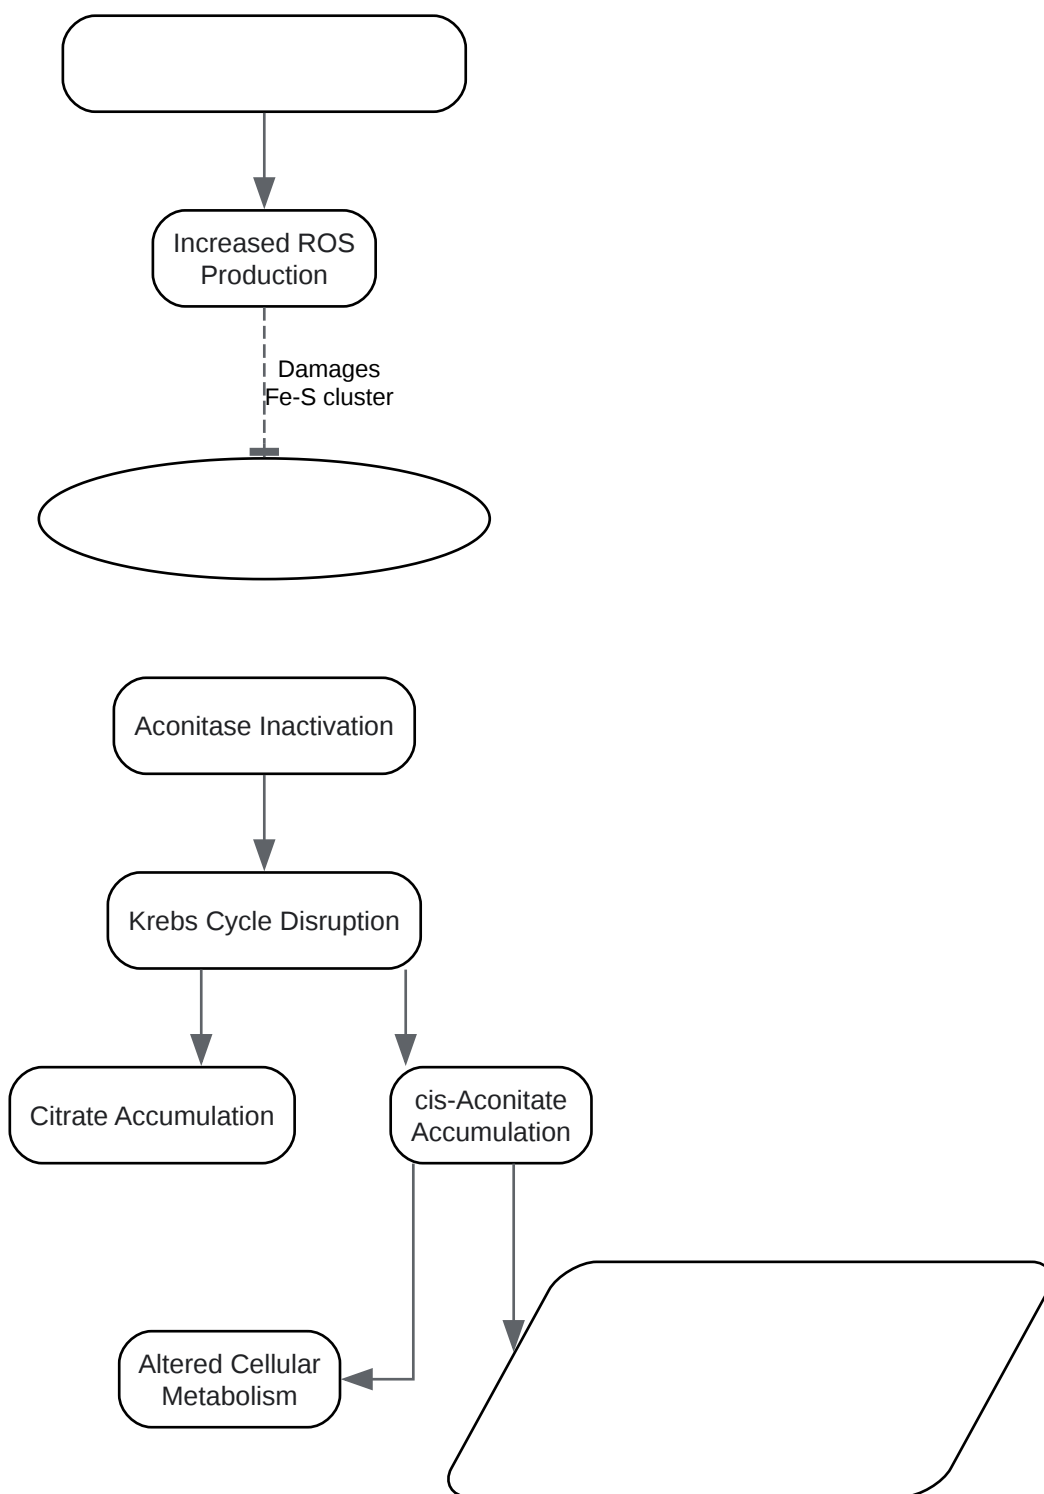 Increased ROS
Production
Damages
Fe-S cluster
Aconitase Inactivation
Krebs Cycle Disruption
Citrate Accumulation
cis-Aconitate
Accumulation
Altered Cellular
Metabolism